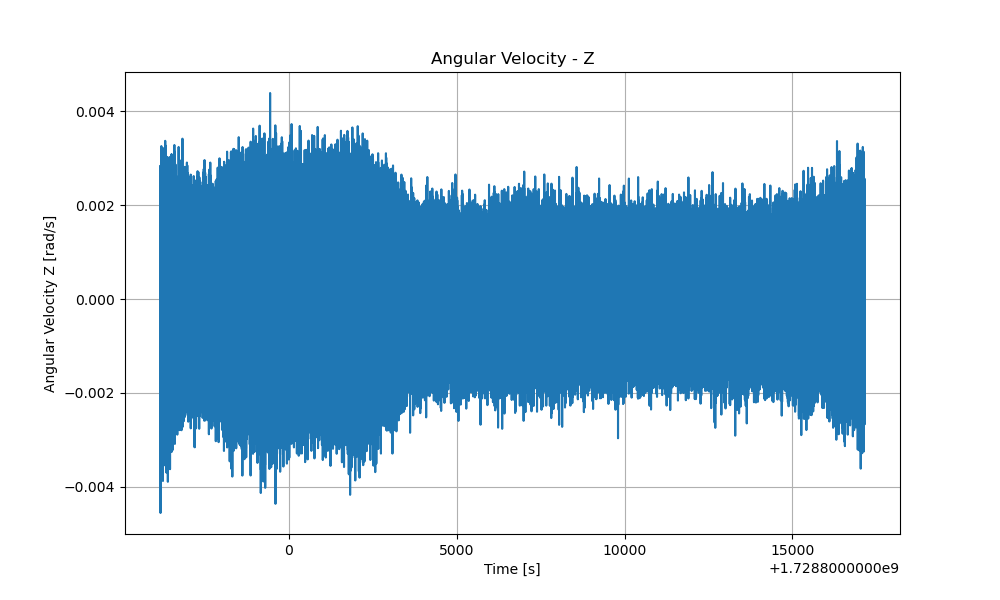 Angular Velocity - Z
Angular Velocity Z [rad/s]
0.004
0.002
0.000
−0.002
−0.004
0
5000
10000
15000
Time [s]
+1.7288000000e9